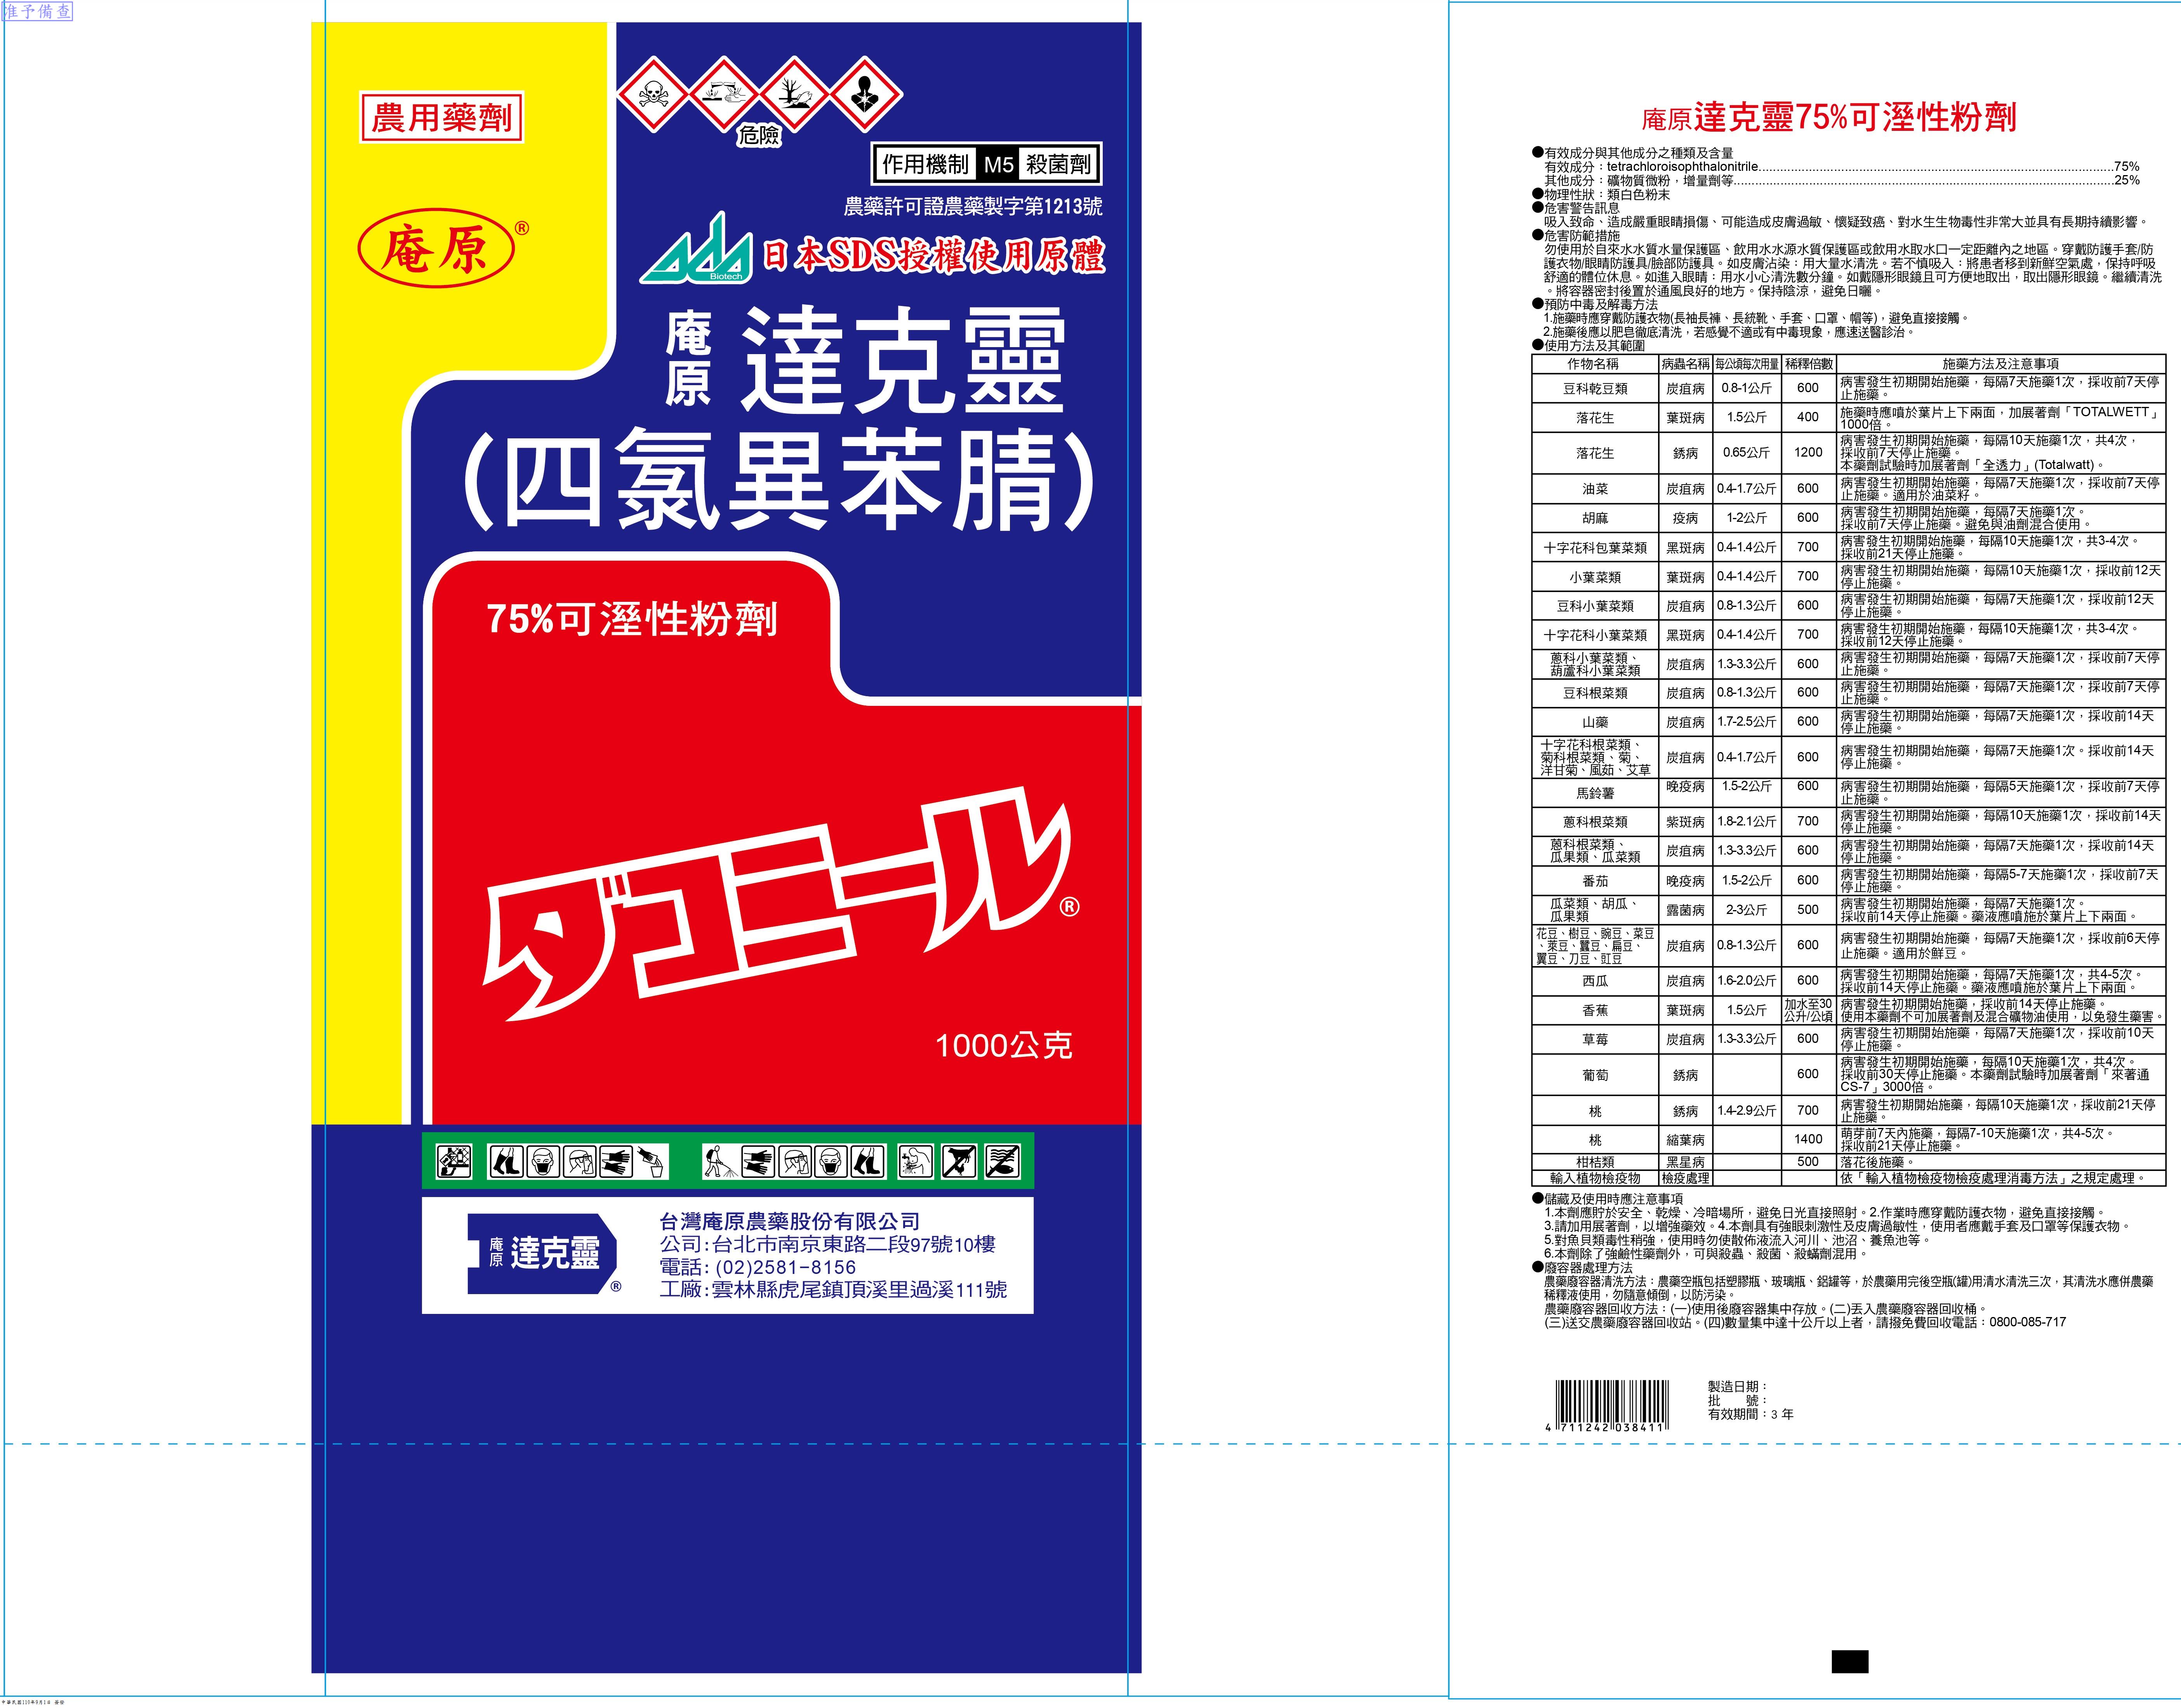 准予備查
農用藥劑
危險
作用機制 M5 殺菌劑
農藥許可證農藥製字第1213號
庵原®
sds Biotech 日本SDS授權使用原體
庵原 達克靈
(四氯異苯腈)
75%可溼性粉劑
ダコニール®
1000公克
庵原 達克靈®
台灣庵原農藥股份有限公司
公司:台北市南京東路二段97號10樓
電話: (02)2581-8156
工廠:雲林縣虎尾鎮頂溪里過溪111號
庵原達克靈75%可溼性粉劑
●有效成分與其他成分之種類及含量
有效成分：tetrachloroisophthalonitrile....................75%
其他成分：礦物質微粉，增量劑等....................25%
●物理性狀：類白色粉末
●危害警告訊息
吸入致命、造成嚴重眼睛損傷、可能造成皮膚過敏、懷疑致癌、對水生生物毒性非常大並具有長期持續影響。
●危害防範措施
勿使用於自來水水質水量保護區、飲用水水源水質保護區或飲用水取水口一定距離內之地區。穿戴防護手套/防
護衣物/眼睛防護具/臉部防護具。如皮膚沾染：用大量水清洗。若不慎吸入：將患者移到新鮮空氣處，保持呼吸
舒適的體位休息。如進入眼睛：用水小心清洗數分鐘。如戴隱形眼鏡且可方便地取出，取出隱形眼鏡。繼續清洗
。將容器密封後置於通風良好的地方。保持陰涼，避免日曬。
●預防中毒及解毒方法
1.施藥時應穿戴防護衣物(長袖長褲、長統靴、手套、口罩、帽等)，避免直接接觸。
2.施藥後應以肥皂徹底清洗，若感覺不適或有中毒現象，應速送醫診治。
●使用方法及其範圍
作物名稱 病蟲名稱 每公頃每次用量 稀釋倍數 施藥方法及注意事項
豆科乾豆類 炭疽病 0.8-1公斤 600 病害發生初期開始施藥，每隔7天施藥1次，採收前7天停
止施藥。
落花生 葉斑病 1.5公斤 400 施藥時應噴於葉片上下兩面，加展著劑「TOTALWETT」
1000倍。
落花生 銹病 0.65公斤 1200 病害發生初期開始施藥，每隔10天施藥1次，共4次，
採收前7天停止施藥。
本藥劑試驗時加展著劑「全透力」(Totalwatt)。
油菜 炭疽病 0.4-1.7公斤 600 病害發生初期開始施藥，每隔7天施藥1次，採收前7天停
止施藥。適用於油菜籽。
胡麻 疫病 1-2公斤 600 病害發生初期開始施藥，每隔7天施藥1次。
採收前7天停止施藥。避免與油劑混合使用。
十字花科包葉菜類 黑斑病 0.4-1.4公斤 700 病害發生初期開始施藥，每隔10天施藥1次，共3-4次。
採收前21天停止施藥。
小葉菜類 葉斑病 0.4-1.4公斤 700 病害發生初期開始施藥，每隔10天施藥1次，採收前12天
停止施藥。
豆科小葉菜類 炭疽病 0.8-1.3公斤 600 病害發生初期開始施藥，每隔7天施藥1次，採收前12天
停止施藥。
十字花科小葉菜類 黑斑病 0.4-1.4公斤 700 病害發生初期開始施藥，每隔10天施藥1次，共3-4次。
採收前12天停止施藥。
蔥科小葉菜類、
葫蘆科小葉菜類 炭疽病 1.3-3.3公斤 600 病害發生初期開始施藥，每隔7天施藥1次，採收前7天停
止施藥。
豆科根菜類 炭疽病 0.8-1.3公斤 600 病害發生初期開始施藥，每隔7天施藥1次，採收前7天停
止施藥。
山藥 炭疽病 1.7-2.5公斤 600 病害發生初期開始施藥，每隔7天施藥1次，採收前14天
停止施藥。
十字花科根菜類、
菊科根菜類、菊、
洋甘菊、風茹、艾草 炭疽病 0.4-1.7公斤 600 病害發生初期開始施藥，每隔7天施藥1次。採收前14天
停止施藥。
馬鈴薯 晚疫病 1.5-2公斤 600 病害發生初期開始施藥，每隔5天施藥1次，採收前7天停
止施藥。
蔥科根菜類 紫斑病 1.8-2.1公斤 700 病害發生初期開始施藥，每隔10天施藥1次，採收前14天
停止施藥。
蔥科根菜類、
瓜果類、瓜菜類 炭疽病 1.3-3.3公斤 600 病害發生初期開始施藥，每隔7天施藥1次，採收前14天
停止施藥。
番茄 晚疫病 1.5-2公斤 600 病害發生初期開始施藥，每隔5-7天施藥1次，採收前7天
停止施藥。
瓜菜類、胡瓜、
瓜果類 露菌病 2-3公斤 500 病害發生初期開始施藥，每隔7天施藥1次。
採收前14天停止施藥。藥液應噴施於葉片上下兩面。
花豆、樹豆、豌豆、菜豆
、萊豆、蠶豆、扁豆、
翼豆、刀豆、豇豆 炭疽病 0.8-1.3公斤 600 病害發生初期開始施藥，每隔7天施藥1次，採收前6天停
止施藥。適用於鮮豆。
西瓜 炭疽病 1.6-2.0公斤 600 病害發生初期開始施藥，每隔7天施藥1次，共4-5次。
採收前14天停止施藥。藥液應噴施於葉片上下兩面。
香蕉 葉斑病 1.5公斤 加水至30
公升/公頃 病害發生初期開始施藥，採收前14天停止施藥。
使用本藥劑不可加展著劑及混合礦物油使用，以免發生藥害。
草莓 炭疽病 1.3-3.3公斤 600 病害發生初期開始施藥，每隔7天施藥1次，採收前10天
停止施藥。
葡萄 銹病 600 病害發生初期開始施藥，每隔10天施藥1次，共4次。
採收前30天停止施藥。本藥劑試驗時加展著劑「來著通
CS-7」3000倍。
桃 銹病 1.4-2.9公斤 700 病害發生初期開始施藥，每隔10天施藥1次，採收前21天停
止施藥。
桃 縮葉病 1400 萌芽前7天內施藥，每隔7-10天施藥1次，共4-5次。
採收前21天停止施藥。
柑桔類 黑星病 500 落花後施藥。
輸入植物檢疫物 檢疫處理 依「輸入植物檢疫物檢疫處理消毒方法」之規定處理。
●儲藏及使用時應注意事項
1.本劑應貯於安全、乾燥、冷暗場所，避免日光直接照射。2.作業時應穿戴防護衣物，避免直接接觸。
3.請加用展著劑，以增強藥效。4.本劑具有強眼刺激性及皮膚過敏性，使用者應戴手套及口罩等保護衣物。
5.對魚貝類毒性稍強，使用時勿使散佈液流入河川、池沼、養魚池等。
6.本劑除了強鹼性藥劑外，可與殺蟲、殺菌、殺蟎劑混用。
●廢容器處理方法
農藥廢容器清洗方法：農藥空瓶包括塑膠瓶、玻璃瓶、鋁罐等，於農藥用完後空瓶(罐)用清水清洗三次，其清洗水應併農藥
稀釋液使用，勿隨意傾倒，以防污染。
農藥廢容器回收方法：(一)使用後廢容器集中存放。(二)丟入農藥廢容器回收桶。
(三)送交農藥廢容器回收站。(四)數量集中達十公斤以上者，請撥免費回收電話：0800-085-717
製造日期：
批　　號：
有效期間：3 年
4 711242 038411